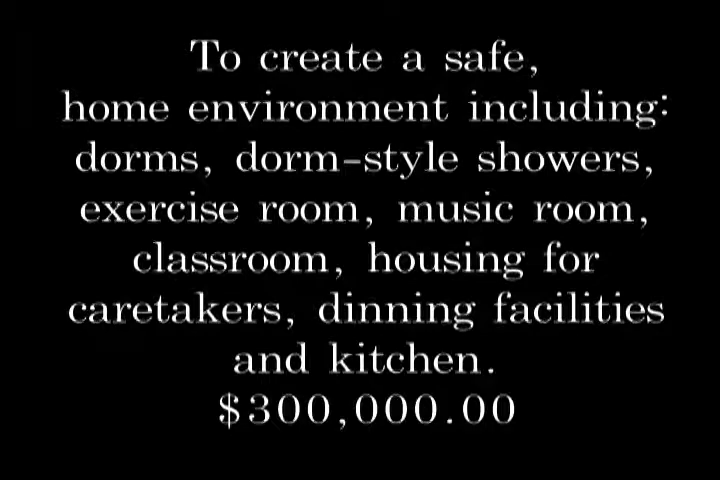 To create a safe,
home environment including:
dorms, dorm-style showers,
exercise room, music room,
classroom, housing for
caretakers, dinning facilities
and kitchen.
$300,000.00